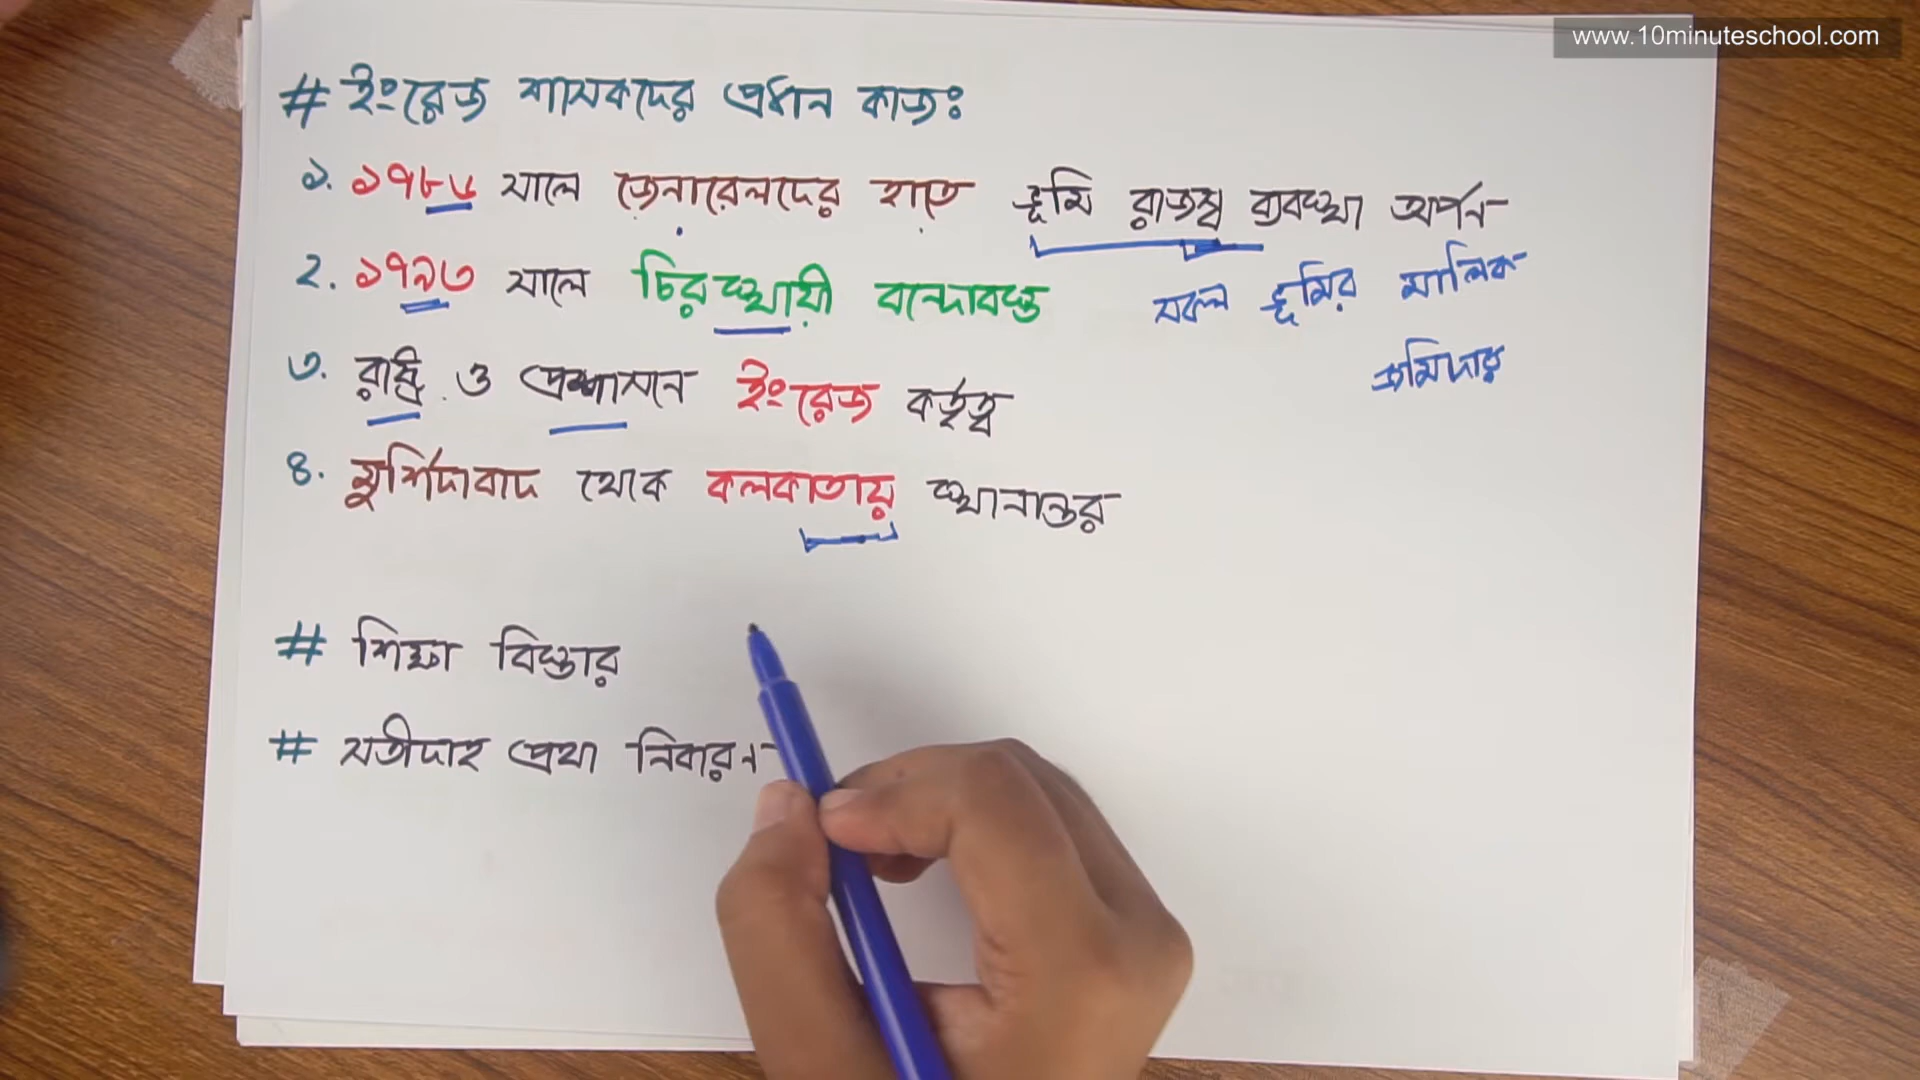 www.10minuteschool.com
# ইংরেজ শাসকদের প্রধান কাজঃ
১. ১৭৮৬ সালে জেনারেলদের হাতে ভূমি রাজস্ব ব্যবস্থা অর্পন
২. ১৭৯৩ সালে চিরস্থায়ী বন্দোবস্ত সকল ভূমির মালিক
জমিদার
৩. রাষ্ট্র ও প্রশাসনে ইংরেজ কর্তৃত্ব
৪. মুর্শিদাবাদ থেকে কলকাতায় স্থানান্তর
# শিক্ষা বিস্তার
# সতীদাহ প্রথা নিবারন